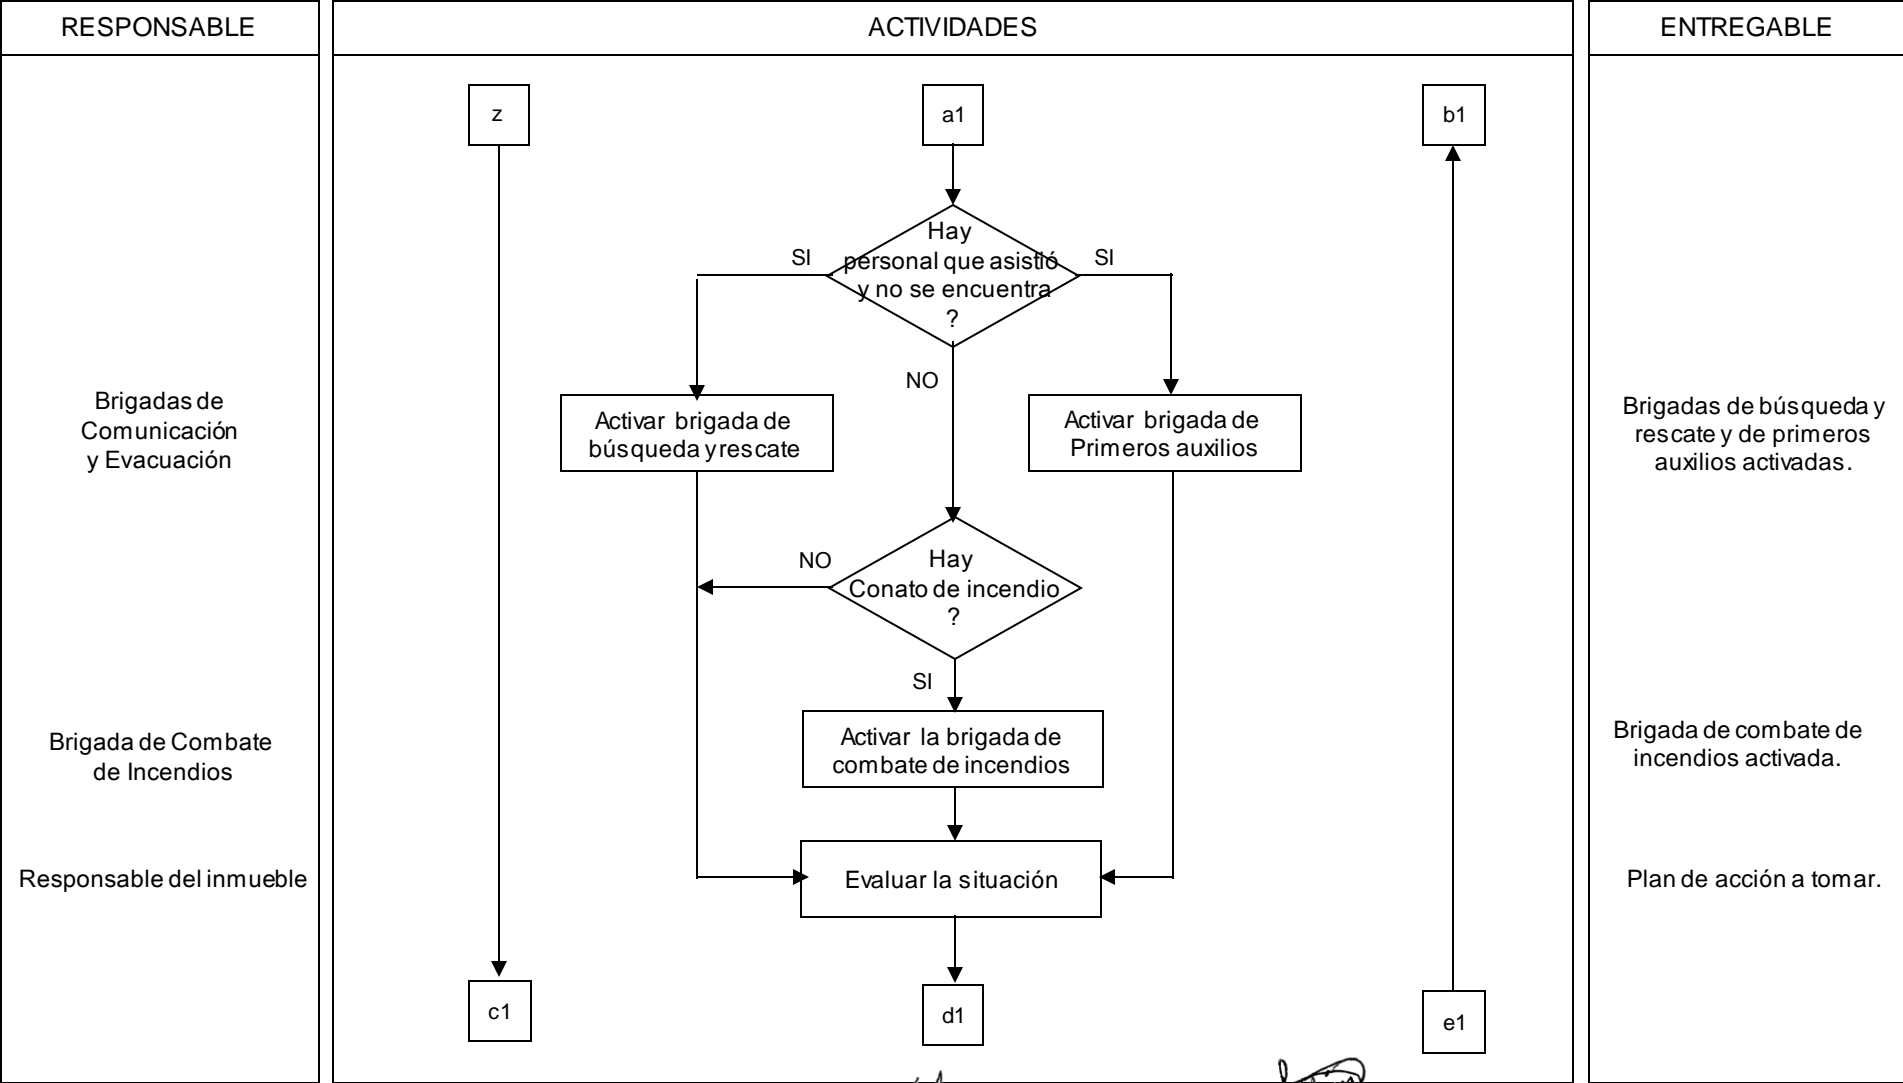 RESPONSABLE
ACTIVIDADES
ENTREGABLE
z
a1
b1
Hay
personal que asistió
y no se encuentra
?
SI
SI
NO
Brigadas de
Comunicación
y Evacuación
Activar brigada de
búsqueda y rescate
Activar brigada de
Primeros auxilios
Brigadas de búsqueda y
rescate y de primeros
auxilios activadas.
Hay
Conato de incendio
?
NO
SI
Brigada de Combate
de Incendios
Activar la brigada de
combate de incendios
Brigada de combate de
incendios activada.
Responsable del inmueble
Evaluar la situación
Plan de acción a tomar.
c1
d1
e1